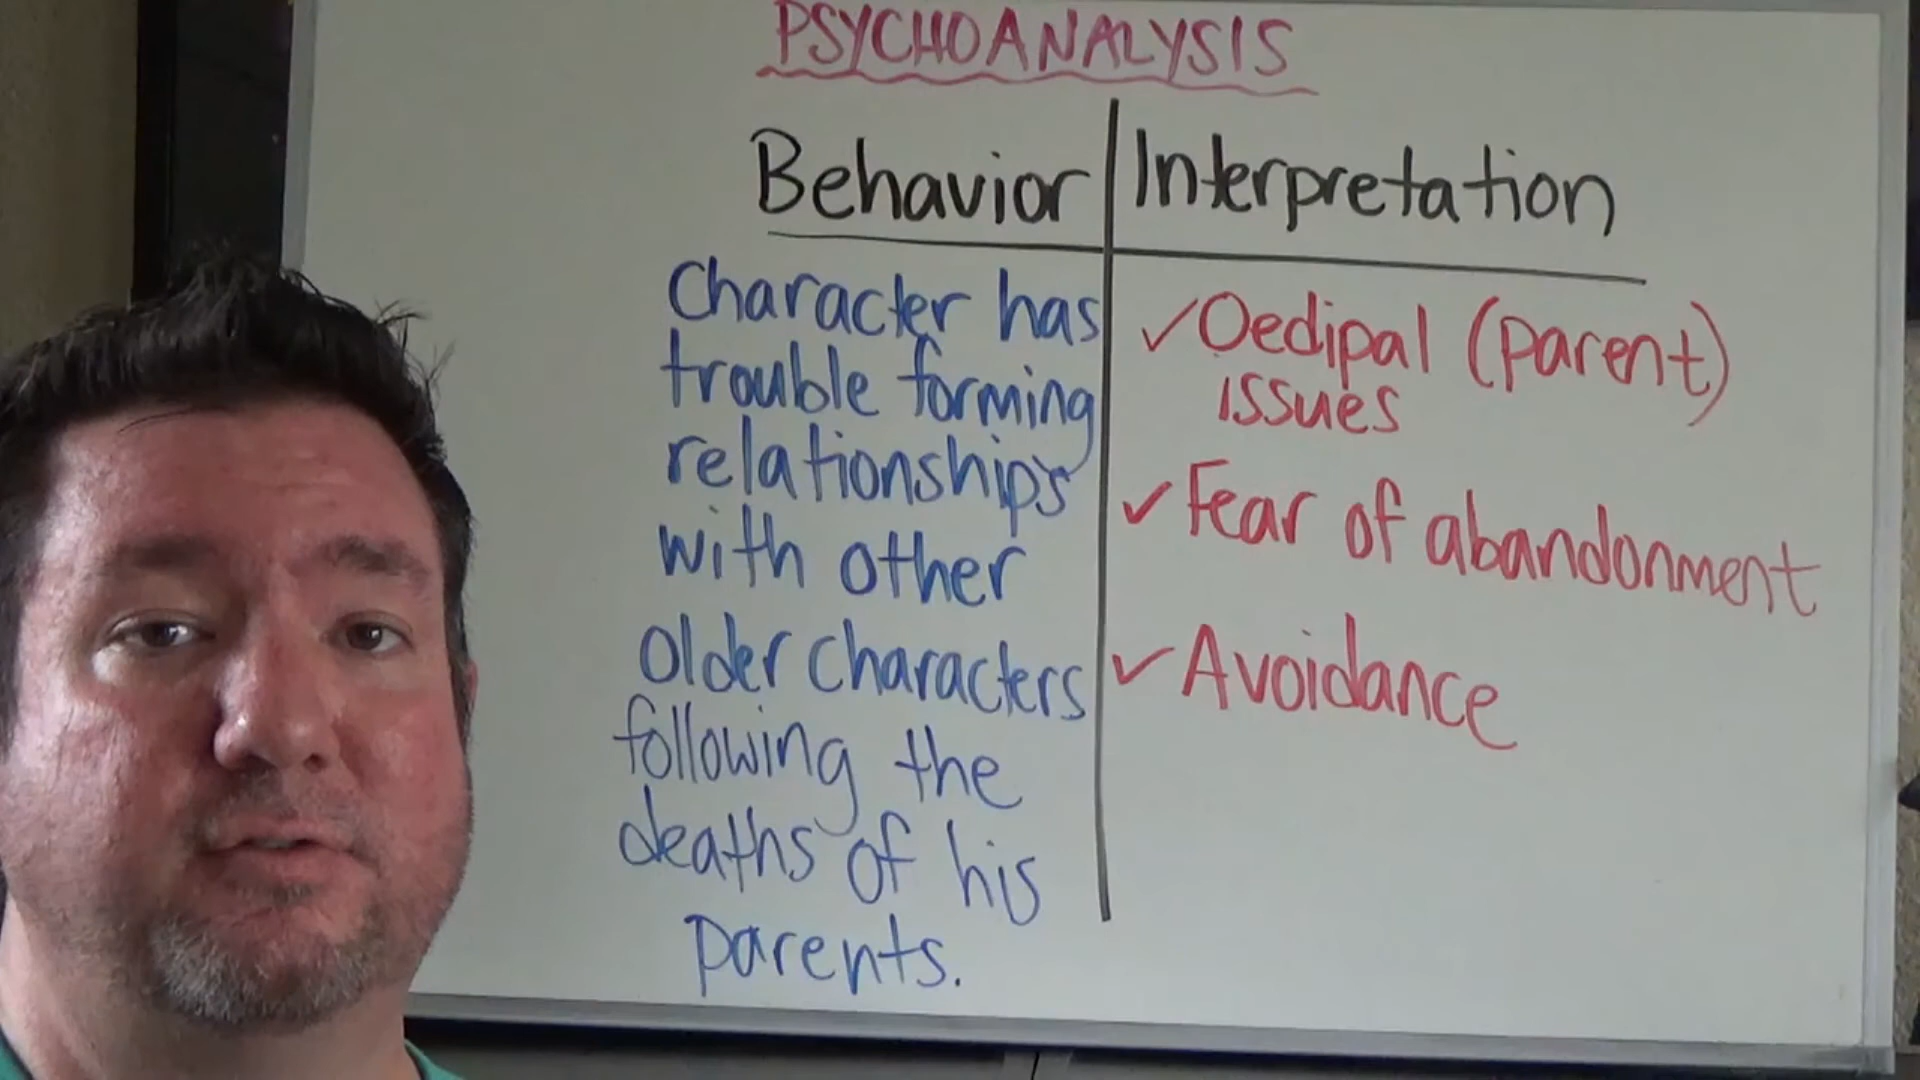 PSYCHOANALYSIS
Behavior
Interpretation
Character has
trouble forming
relationships
with other
older characters
following the
deaths of his
parents.
✓Oedipal (parent)
issues
✓Fear of abandonment
✓Avoidance